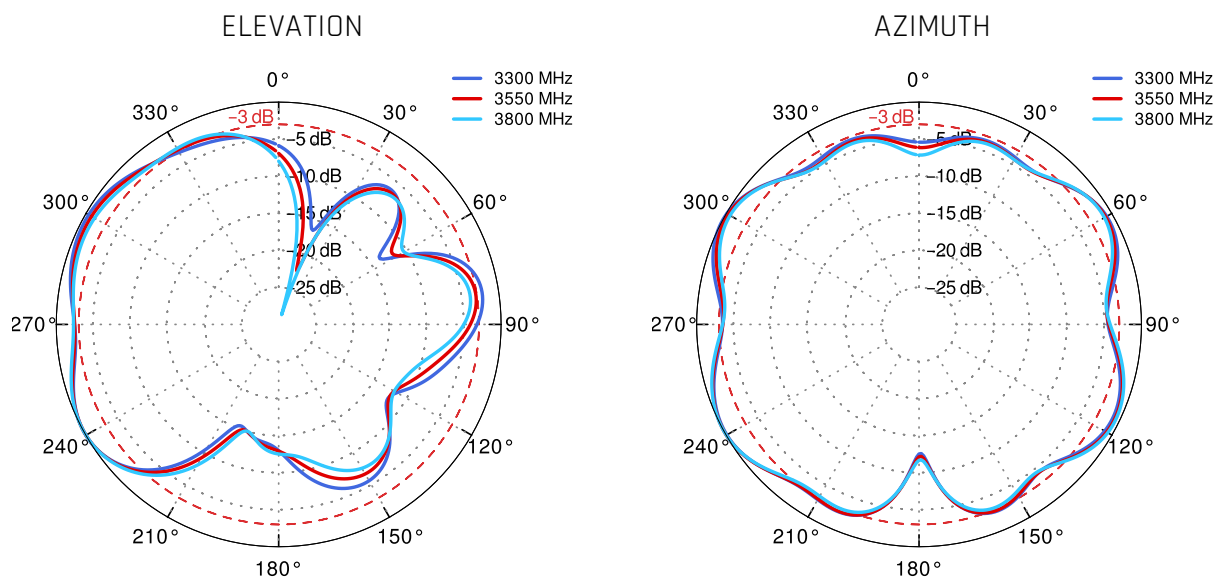 ELEVATION
3300 MHz
3550 MHz
3800 MHz
0°
30°
60°
90°
120°
150°
180°
210°
240°
270°
300°
330°
−3 dB
−5 dB
−10 dB
−15 dB
−20 dB
−25 dB
AZIMUTH
3300 MHz
3550 MHz
3800 MHz
0°
30°
60°
90°
120°
150°
180°
210°
240°
270°
300°
330°
−3 dB
−5 dB
−10 dB
−15 dB
−20 dB
−25 dB